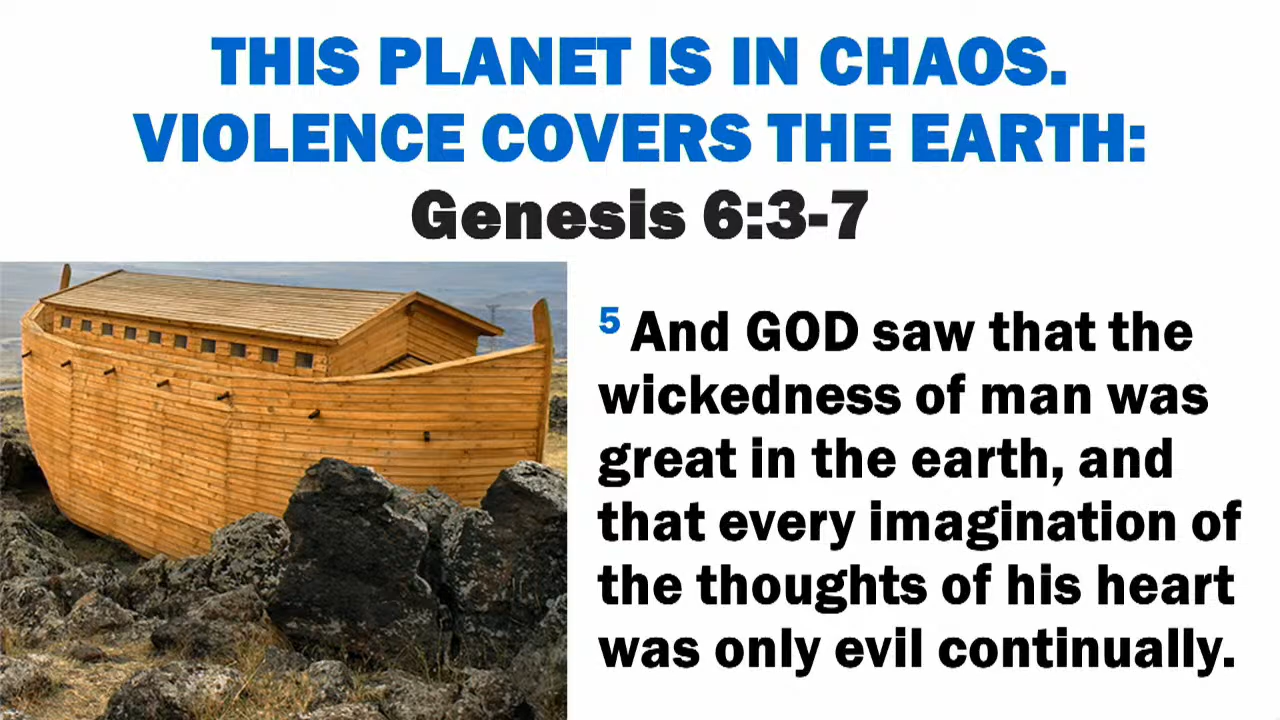 THIS PLANET IS IN CHAOS.
VIOLENCE COVERS THE EARTH:
Genesis 6:3-7
5 And GOD saw that the
wickedness of man was
great in the earth, and
that every imagination of
the thoughts of his heart
was only evil continually.